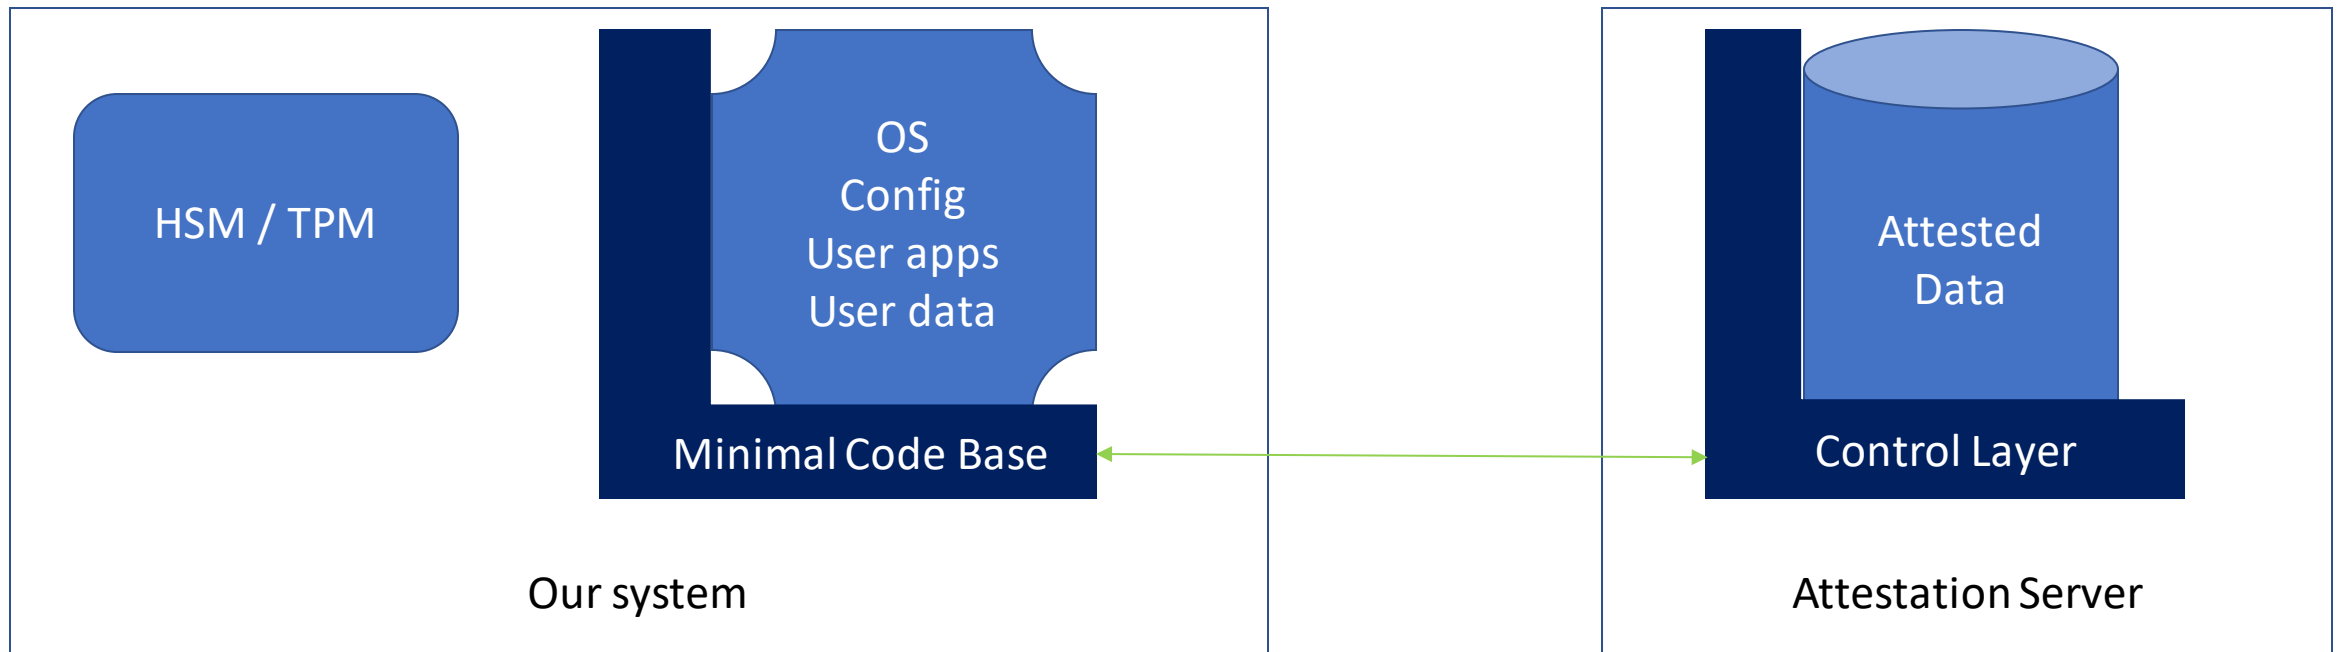 HSM / TPM
OS
Config
User apps
User data
Minimal Code Base
Our system
Attested
Data
Control Layer
Attestation Server